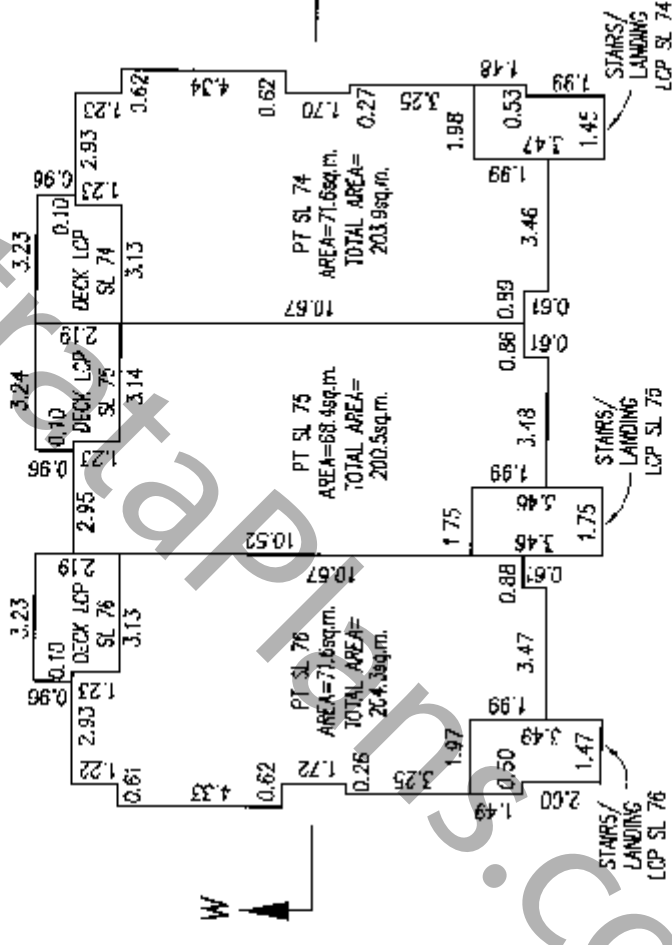 3.23
3.24
3.23
0.96
0.10
DECK LCP
SL 74
3.13
1.23
2.93
1.23
0.62
4.34
0.62
1.70
0.27
3.25
1.98
1.48
0.53
1.99
3.47
1.45
1.99
STAIRS/
LANDING
LCP SL 74
PT SL 74
AREA=71.6sq.m.
TOTAL AREA=
203.9sq.m.
3.46
0.89
0.61
10.67
2.19
DECK LCP
SL 75
3.14
0.10
0.96
1.23
2.95
PT SL 75
AREA=68.4sq.m.
TOTAL AREA=
200.5sq.m.
0.86
0.61
3.48
1.99
1.75
3.46
3.46
1.75
STAIRS/
LANDING
LCP SL 75
10.52
10.67
2.19
DECK LCP
SL 76
3.13
0.10
0.96
1.23
2.93
1.22
0.61
4.33
0.62
1.72
0.26
3.25
PT SL 76
AREA=71.6sq.m.
TOTAL AREA=
204.3sq.m.
0.88
0.61
3.47
1.99
1.97
3.49
0.50
1.49
2.00
1.47
STAIRS/
LANDING
LCP SL 76
W
rataPlans.co